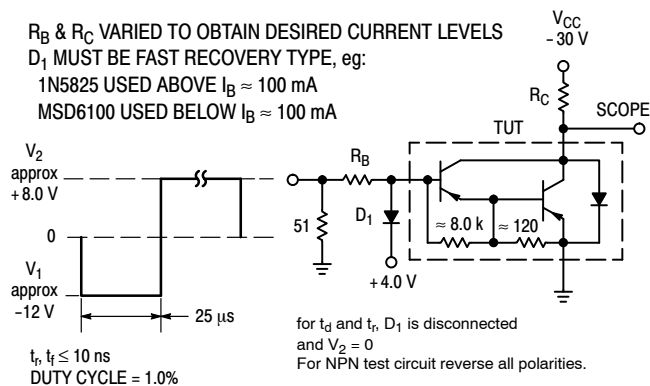 R_B & R_C VARIED TO OBTAIN DESIRED CURRENT LEVELS
D_1 MUST BE FAST RECOVERY TYPE, eg:
1N5825 USED ABOVE I_B ≈ 100 mA
MSD6100 USED BELOW I_B ≈ 100 mA
V_CC
- 30 V
R_C
SCOPE
TUT
R_B
51
D_1
+ 4.0 V
≈ 8.0 k
≈ 120
V_2
approx
+ 8.0 V
0
V_1
approx
-12 V
25 μs
t_r, t_f ≤ 10 ns
DUTY CYCLE = 1.0%
for t_d and t_r, D_1 is disconnected
and V_2 = 0
For NPN test circuit reverse all polarities.